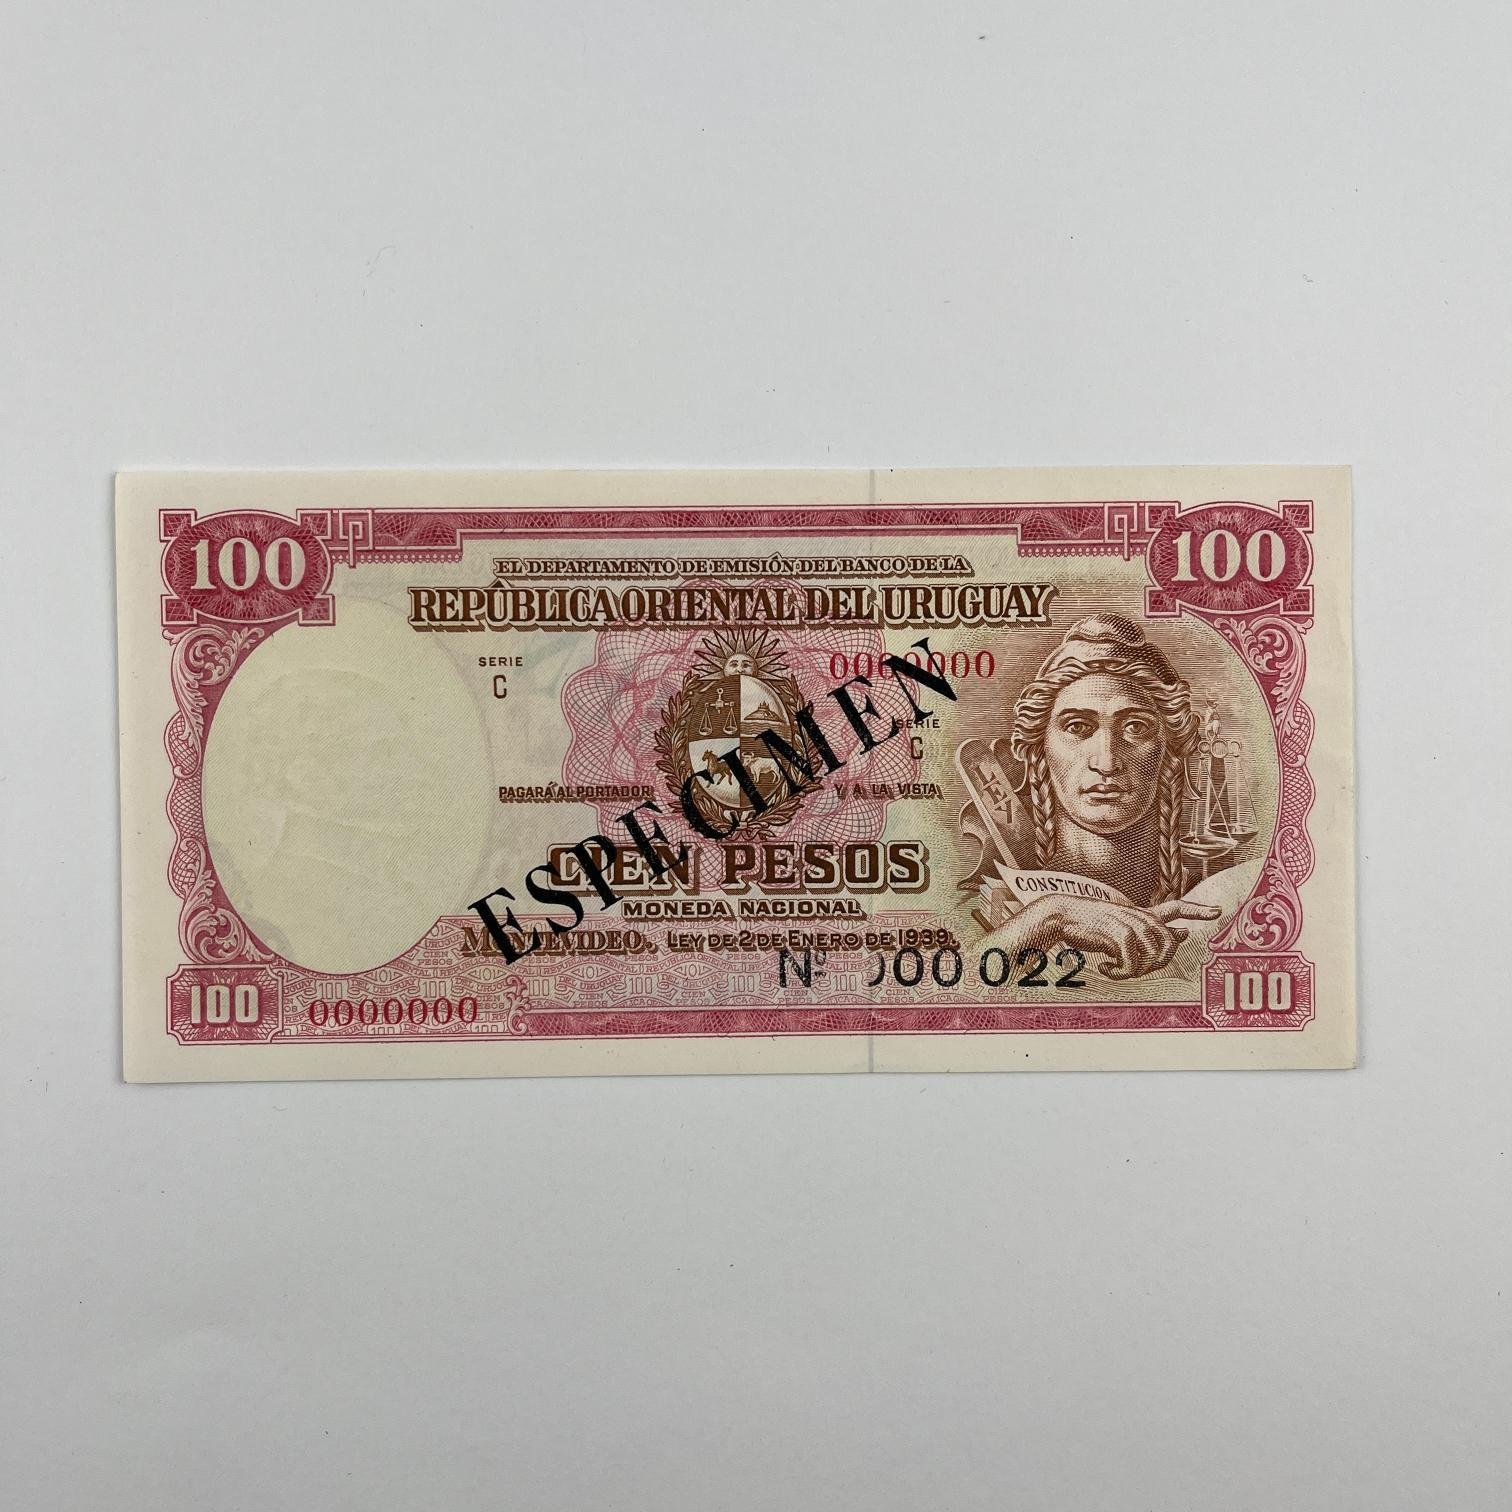 100
100
EL DEPARTAMENTO DE EMISIÓN DEL BANCO DE LA
REPÚBLICA ORIENTAL DEL URUGUAY
SERIE
C
0000000
SERIE
C
LEY
PAGARÁ AL PORTADOR
Y A LA VISTA
CIEN PESOS
CONSTITUCION
MONEDA NACIONAL
MONTEVIDEO. LEY DE 2 DE ENERO DE 1939.
ESPECIMEN
Nº 000 022
100
0000000
100